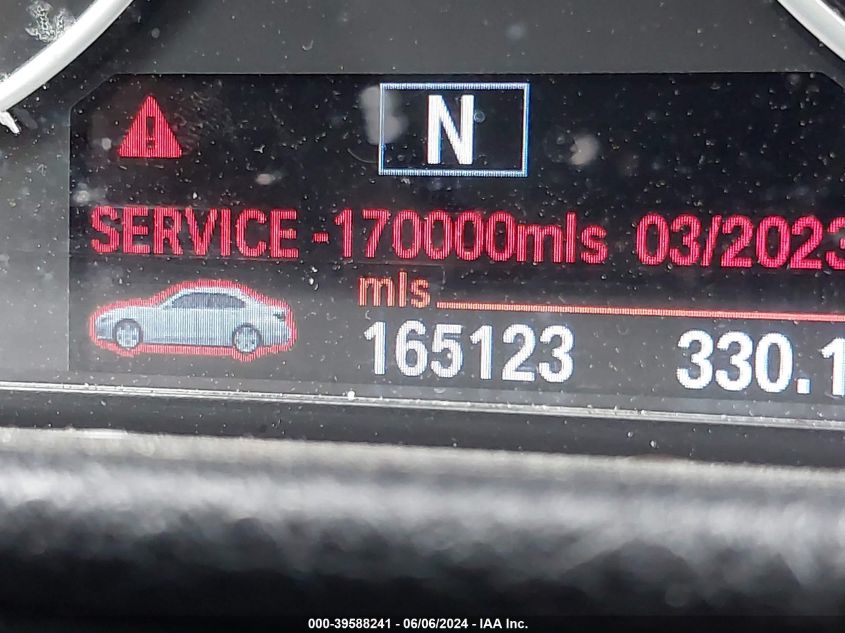 N
SERVICE -170000mls 03/2023
mls
165123 330.1
000-39588241 - 06/06/2024 - IAA Inc.